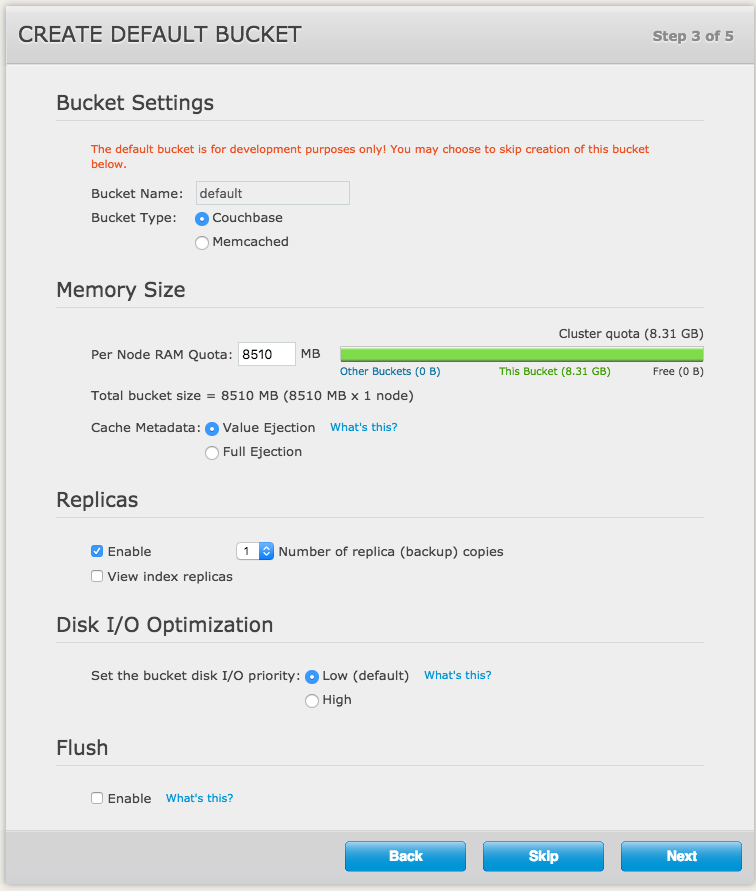 CREATE DEFAULT BUCKET
Step 3 of 5
Bucket Settings
The default bucket is for development purposes only! You may choose to skip creation of this bucket
below.
Bucket Name: default
Bucket Type: Couchbase
Memcached
Memory Size
Cluster quota (8.31 GB)
Per Node RAM Quota: 8510 MB
Other Buckets (0 B) This Bucket (8.31 GB) Free (0 B)
Total bucket size = 8510 MB (8510 MB x 1 node)
Cache Metadata: Value Ejection What's this?
Full Ejection
Replicas
Enable 1 Number of replica (backup) copies
View index replicas
Disk I/O Optimization
Set the bucket disk I/O priority: Low (default) What's this?
High
Flush
Enable What's this?
Back Skip Next